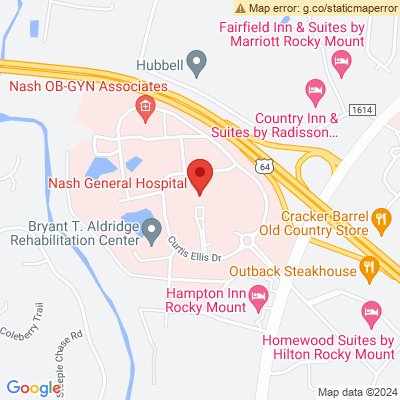 Map error: g.co/staticmaperror
Fairfield Inn & Suites by
Marriott Rocky Mount
Hubbell
Nash OB-GYN Associates
1614
Country Inn &
Suites by Radisson...
64
Nash General Hospital
Cracker Barrel
Old Country Store
Bryant T. Aldridge
Rehabilitation Center
Curtis Ellis Dr
Outback Steakhouse
Hampton Inn
Rocky Mount
Coleberry Trail
Steeple Chase Rd
Homewood Suites by
Hilton Rocky Mount
Google
Map data ©2024